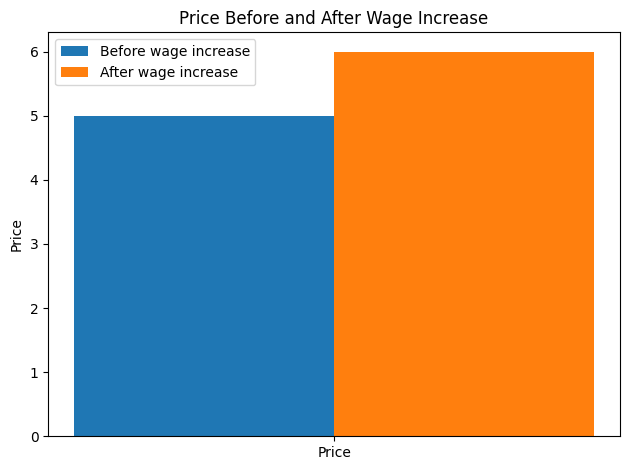 Price Before and After Wage Increase
Before wage increase
After wage increase
6
5
4
3
2
1
0
Price
Price